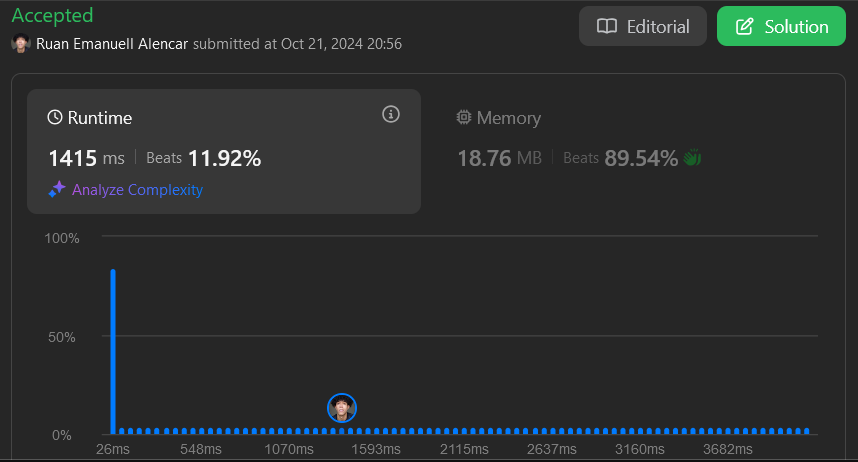 Accepted
Editorial
Solution
Ruan Emanuell Alencar submitted at Oct 21, 2024 20:56
Runtime
Memory
1415 ms | Beats 11.92%
18.76 MB | Beats 89.54%
Analyze Complexity
100%
50%
0%
26ms 548ms 1070ms 1593ms 2115ms 2637ms 3160ms 3682ms